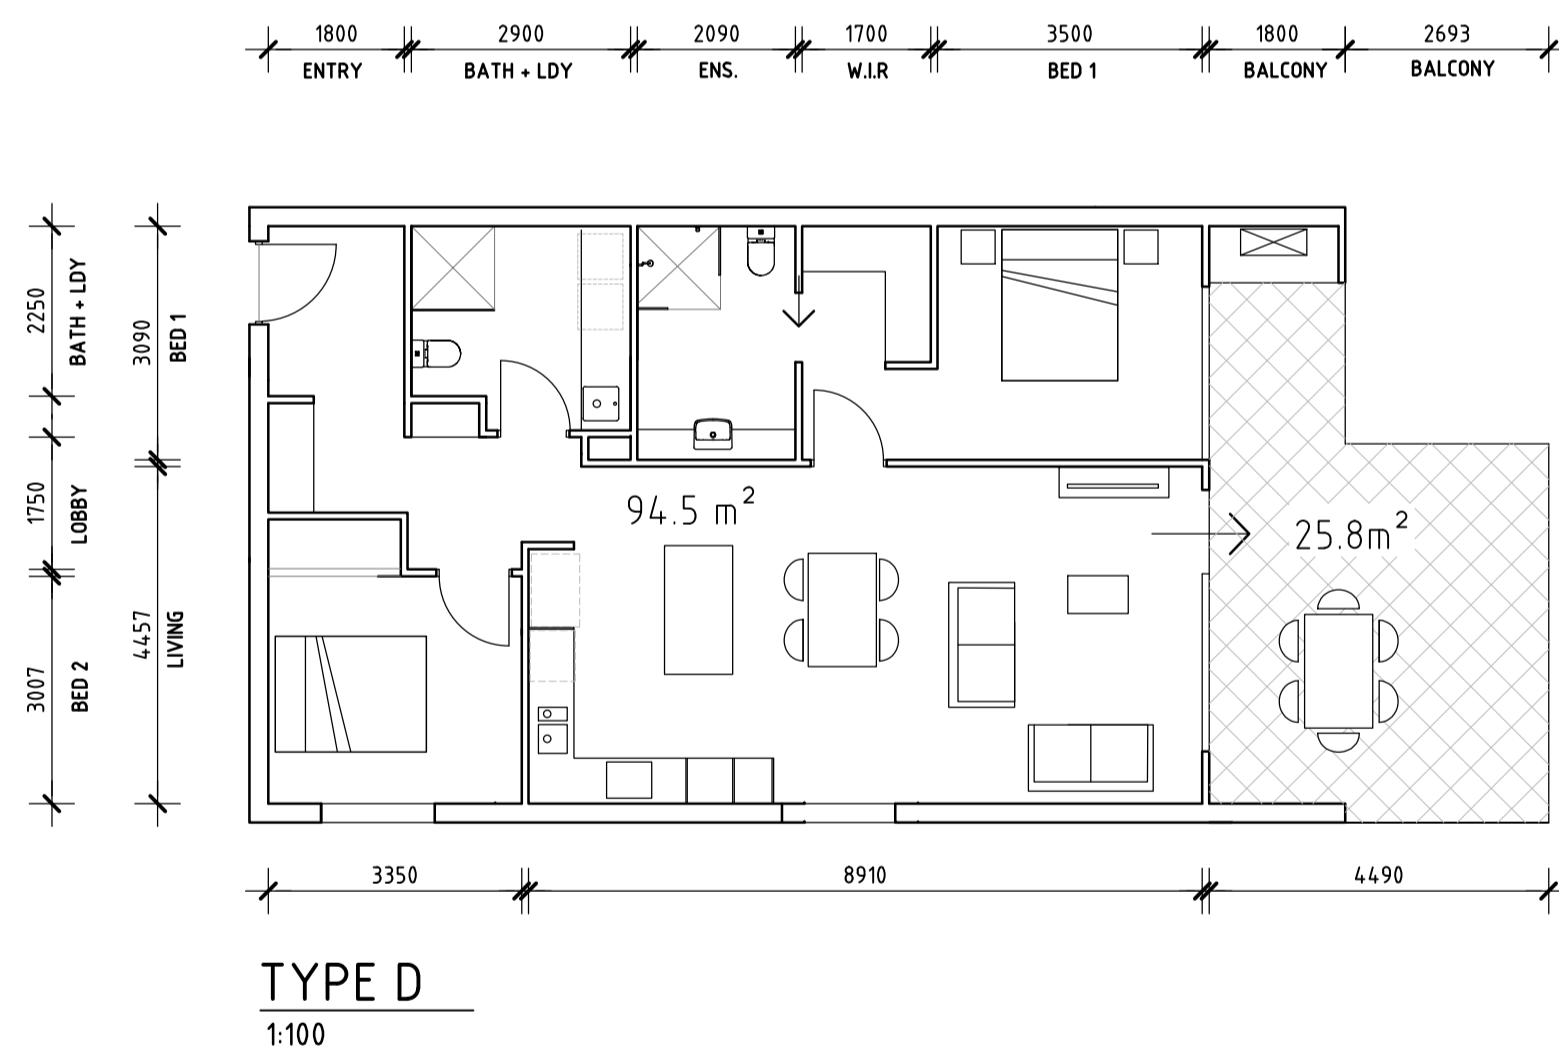 1800 2900 2090 1700 3500 1800 2693
ENTRY BATH + LDY ENS. W.I.R BED 1 BALCONY BALCONY
2250 BATH + LDY
3090 BED 1
1750 LOBBY
4457 LIVING
3007 BED 2
94.5 m²
25.8m²
3350 8910 4490
TYPE D
1:100